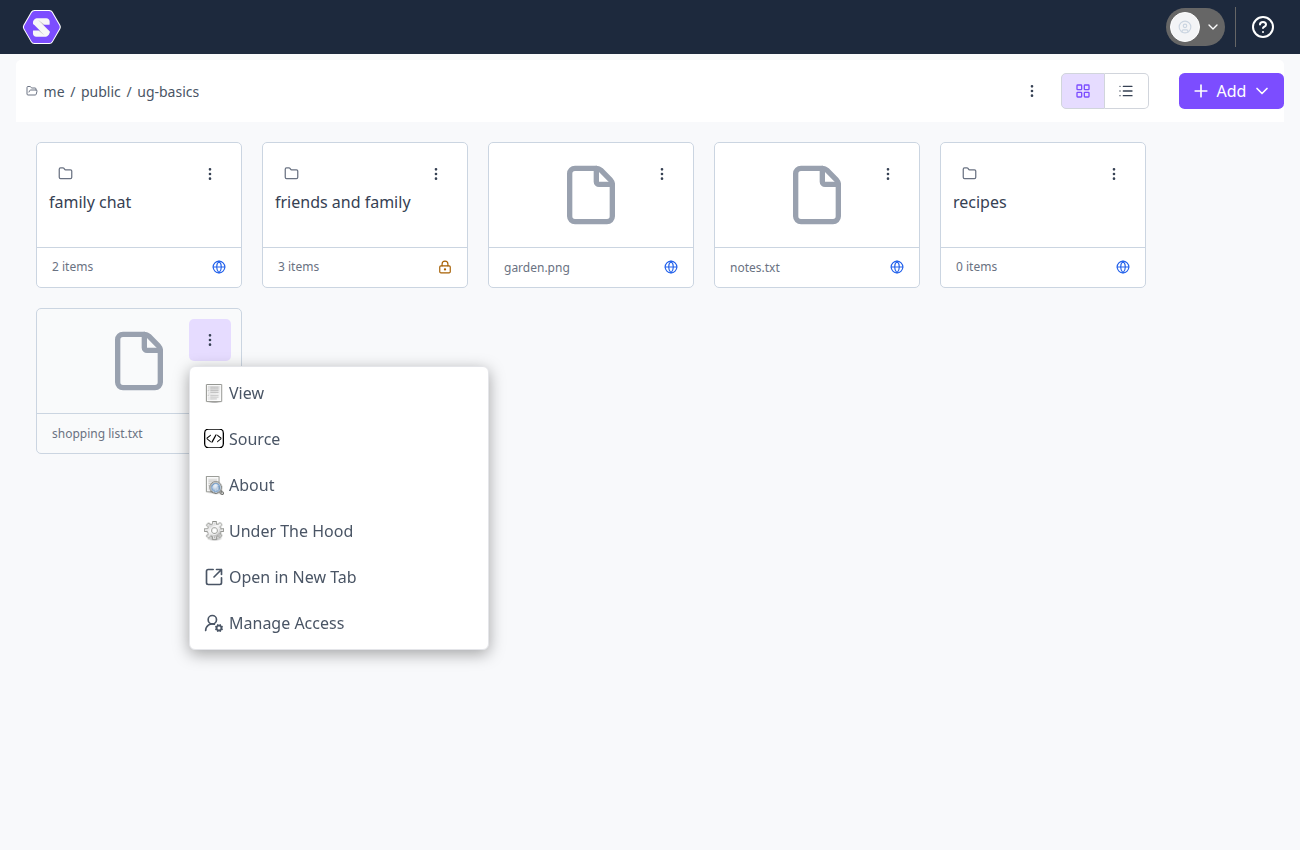 me / public / ug-basics
Add
family chat
2 items
friends and family
3 items
garden.png
notes.txt
recipes
0 items
shopping list.txt
View
Source
About
Under The Hood
Open in New Tab
Manage Access